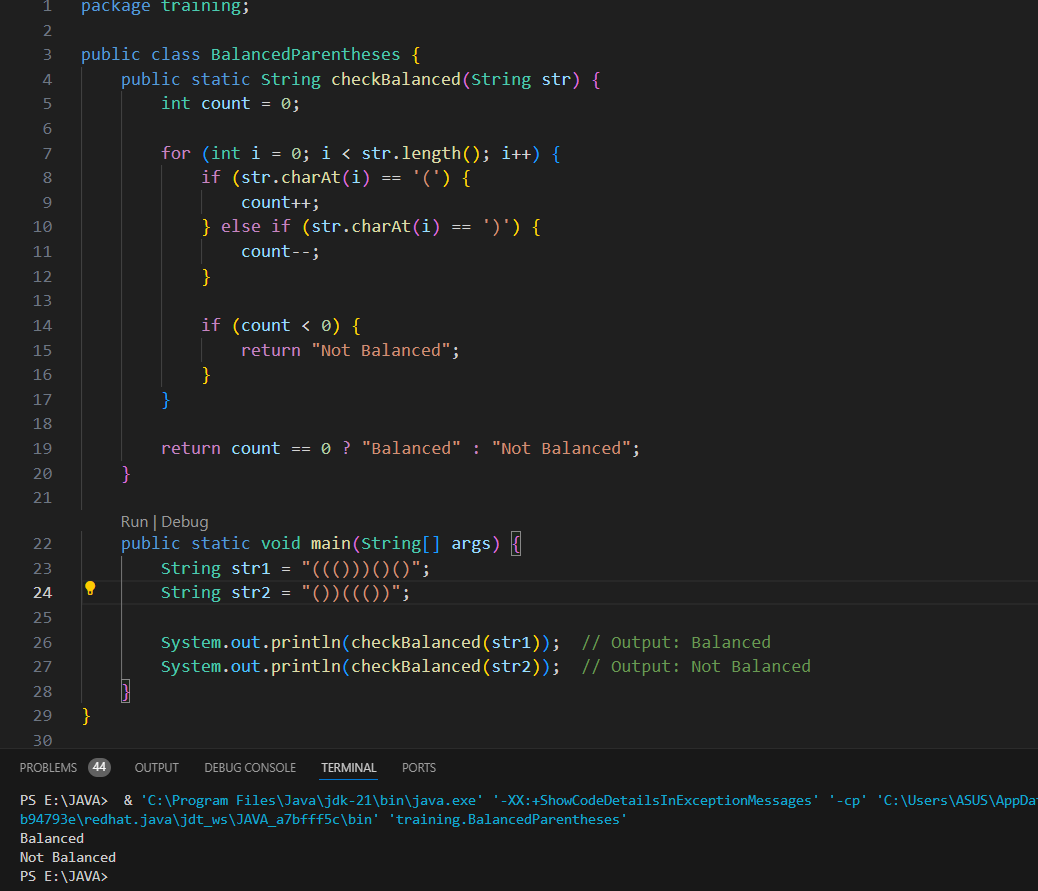 1 package training;
2
3 public class BalancedParentheses {
4 public static String checkBalanced(String str) {
5 int count = 0;
6
7 for (int i = 0; i < str.length(); i++) {
8 if (str.charAt(i) == '(') {
9 count++;
10 } else if (str.charAt(i) == ')') {
11 count--;
12 }
13
14 if (count < 0) {
15 return "Not Balanced";
16 }
17 }
18
19 return count == 0 ? "Balanced" : "Not Balanced";
20 }
21
Run | Debug
22 public static void main(String[] args) {
23 String str1 = "((()))()()";
24 String str2 = "())((())";
25
26 System.out.println(checkBalanced(str1)); // Output: Balanced
27 System.out.println(checkBalanced(str2)); // Output: Not Balanced
28 }
29 }
30
PROBLEMS 44 OUTPUT DEBUG CONSOLE TERMINAL PORTS
PS E:\JAVA> & 'C:\Program Files\Java\jdk-21\bin\java.exe' '-XX:+ShowCodeDetailsInExceptionMessages' '-cp' 'C:\Users\ASUS\AppDat
b94793e\redhat.java\jdt_ws\JAVA_a7bfff5c\bin' 'training.BalancedParentheses'
Balanced
Not Balanced
PS E:\JAVA>